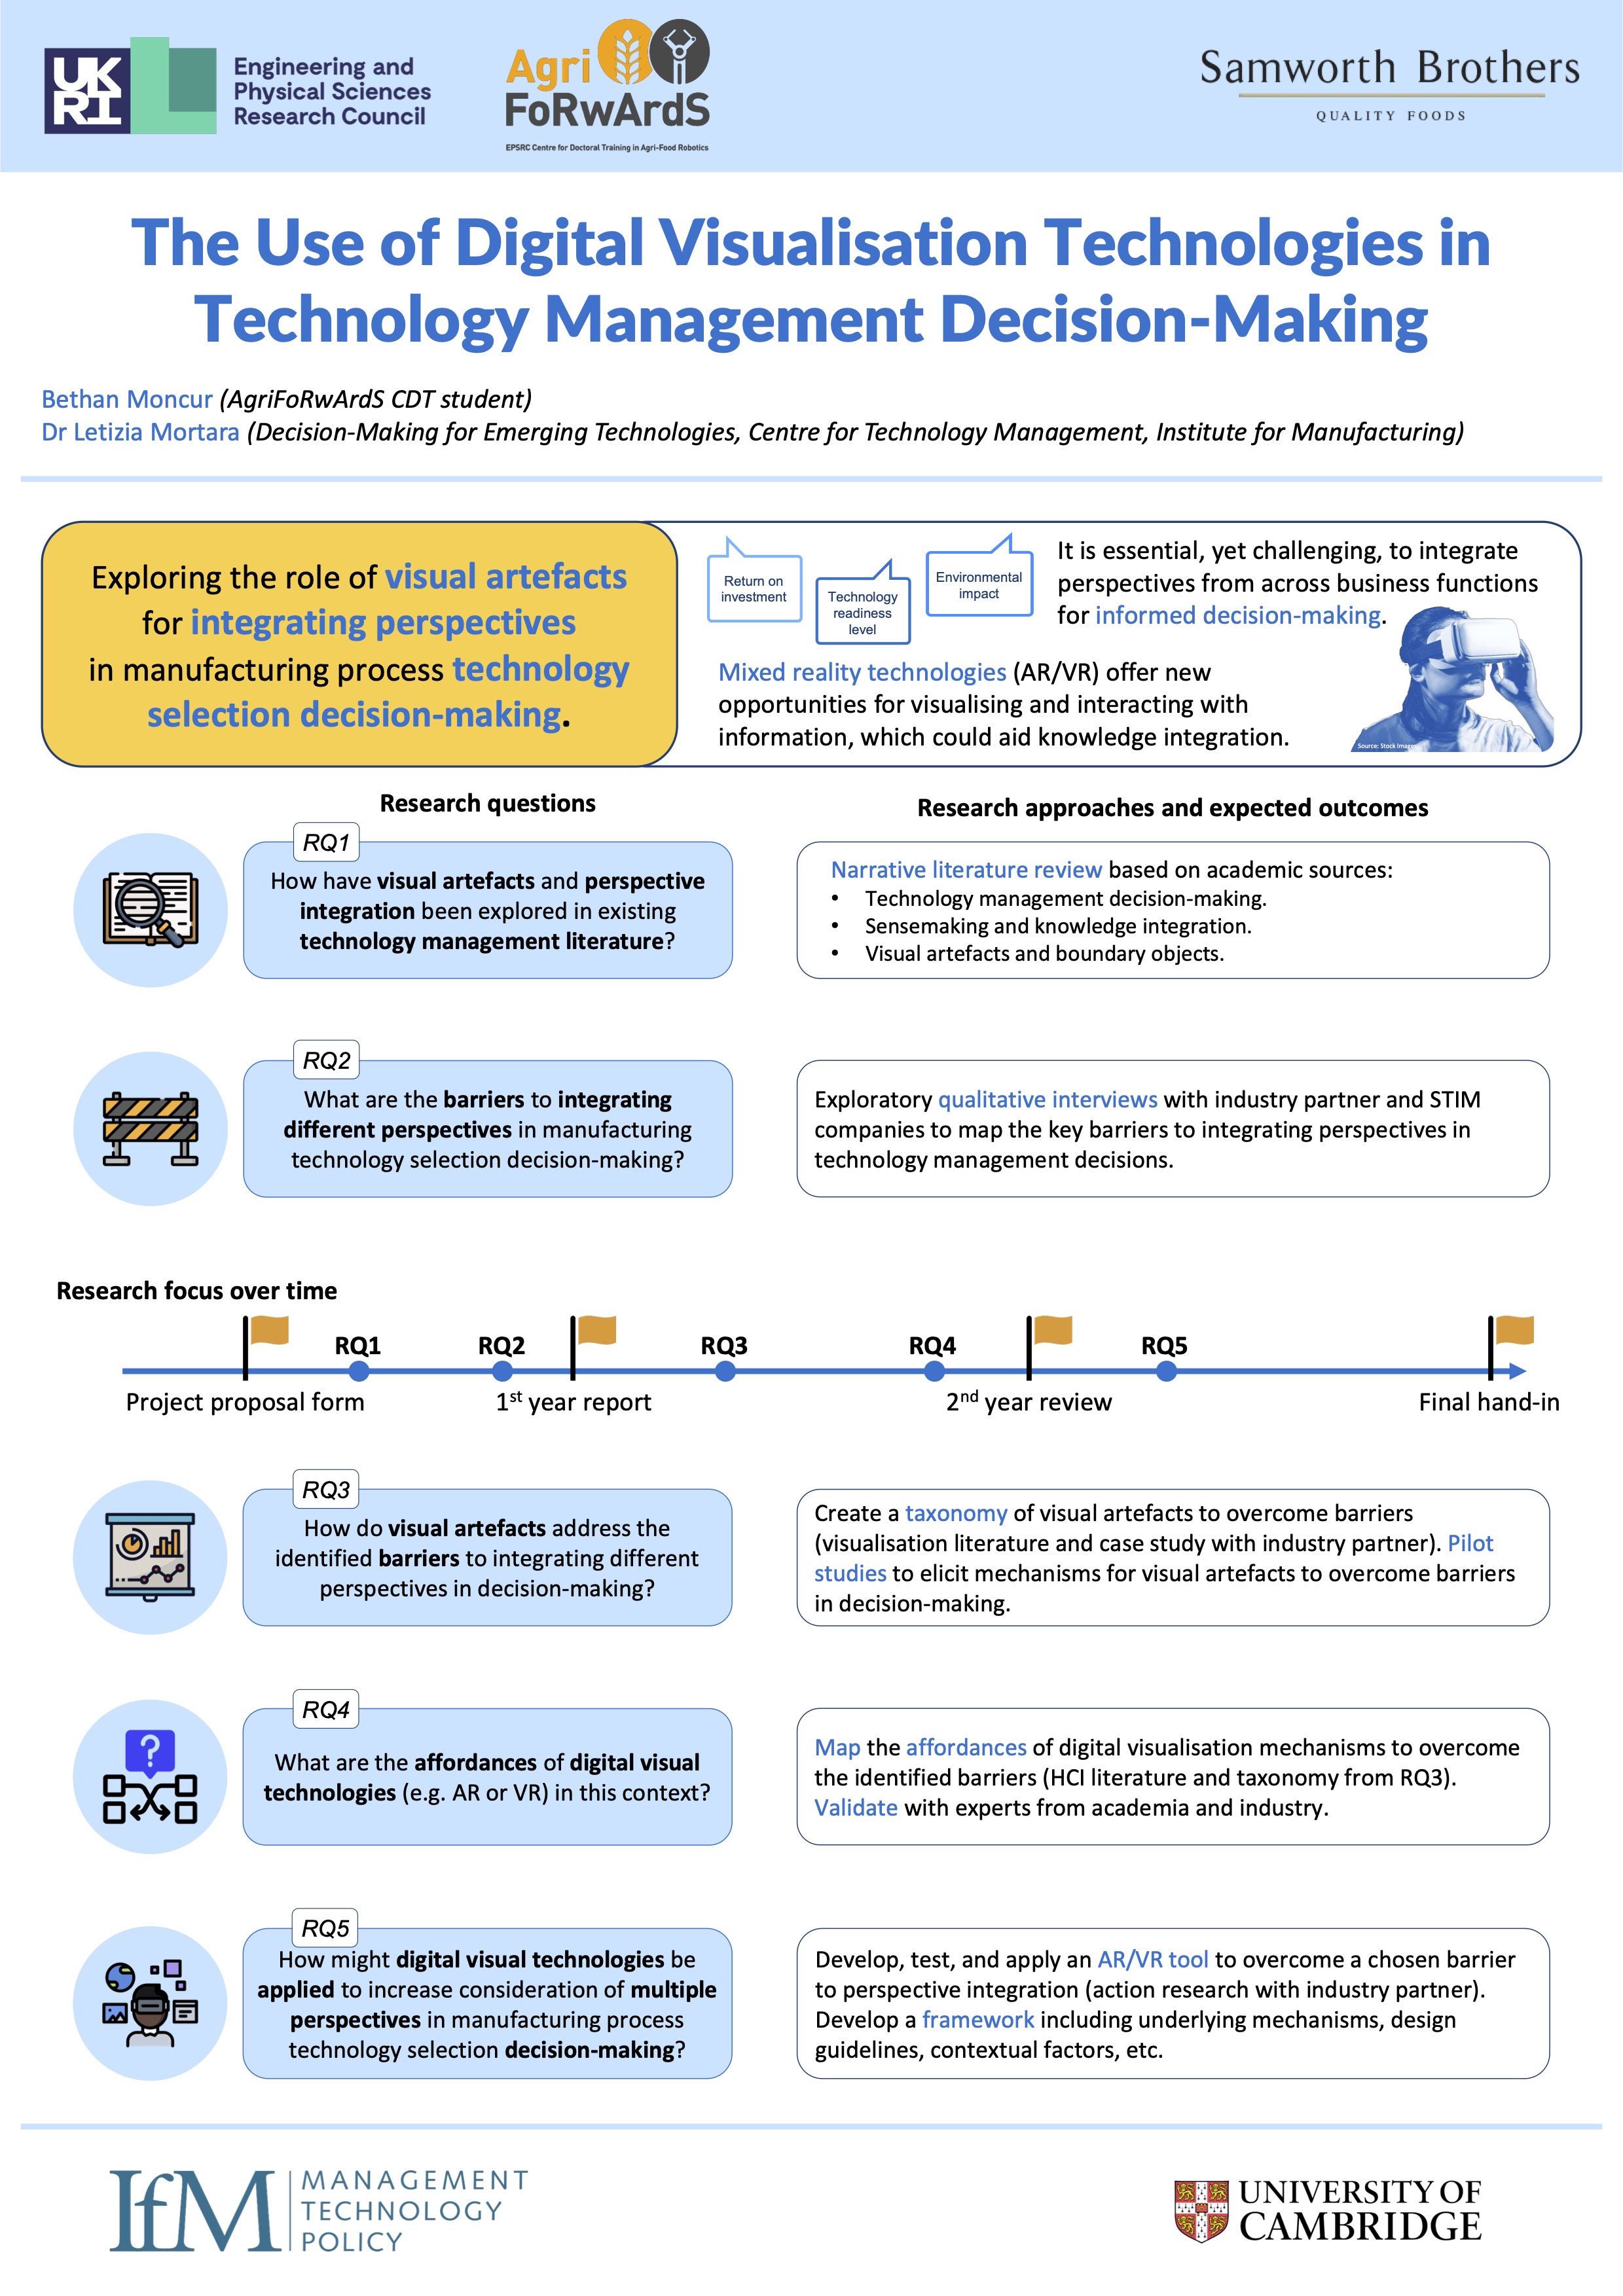 UK
RI
Engineering and
Physical Sciences
Research Council
Agri
FoRwArdS
EPSRC Centre for Doctoral Training in Agri-Food Robotics
Samworth Brothers
QUALITY FOODS
The Use of Digital Visualisation Technologies in
Technology Management Decision-Making
Bethan Moncur (AgriFoRwArdS CDT student)
Dr Letizia Mortara (Decision-Making for Emerging Technologies, Centre for Technology Management, Institute for Manufacturing)
Exploring the role of visual artefacts
for integrating perspectives
in manufacturing process technology
selection decision-making.
Return on
investment
Technology
readiness
level
Environmental
impact
It is essential, yet challenging, to integrate
perspectives from across business functions
for informed decision-making.
Mixed reality technologies (AR/VR) offer new
opportunities for visualising and interacting with
information, which could aid knowledge integration.
Source: Stock Image
Research questions
Research approaches and expected outcomes
RQ1
How have visual artefacts and perspective
integration been explored in existing
technology management literature?
Narrative literature review based on academic sources:
• Technology management decision-making.
• Sensemaking and knowledge integration.
• Visual artefacts and boundary objects.
RQ2
What are the barriers to integrating
different perspectives in manufacturing
technology selection decision-making?
Exploratory qualitative interviews with industry partner and STIM
companies to map the key barriers to integrating perspectives in
technology management decisions.
Research focus over time
RQ1
RQ2
RQ3
RQ4
RQ5
Project proposal form
1st year report
2nd year review
Final hand-in
RQ3
How do visual artefacts address the
identified barriers to integrating different
perspectives in decision-making?
Create a taxonomy of visual artefacts to overcome barriers
(visualisation literature and case study with industry partner). Pilot
studies to elicit mechanisms for visual artefacts to overcome barriers
in decision-making.
RQ4
?
What are the affordances of digital visual
technologies (e.g. AR or VR) in this context?
Map the affordances of digital visualisation mechanisms to overcome
the identified barriers (HCI literature and taxonomy from RQ3).
Validate with experts from academia and industry.
RQ5
How might digital visual technologies be
applied to increase consideration of multiple
perspectives in manufacturing process
technology selection decision-making?
Develop, test, and apply an AR/VR tool to overcome a chosen barrier
to perspective integration (action research with industry partner).
Develop a framework including underlying mechanisms, design
guidelines, contextual factors, etc.
IfM
MANAGEMENT
TECHNOLOGY
POLICY
UNIVERSITY OF
CAMBRIDGE